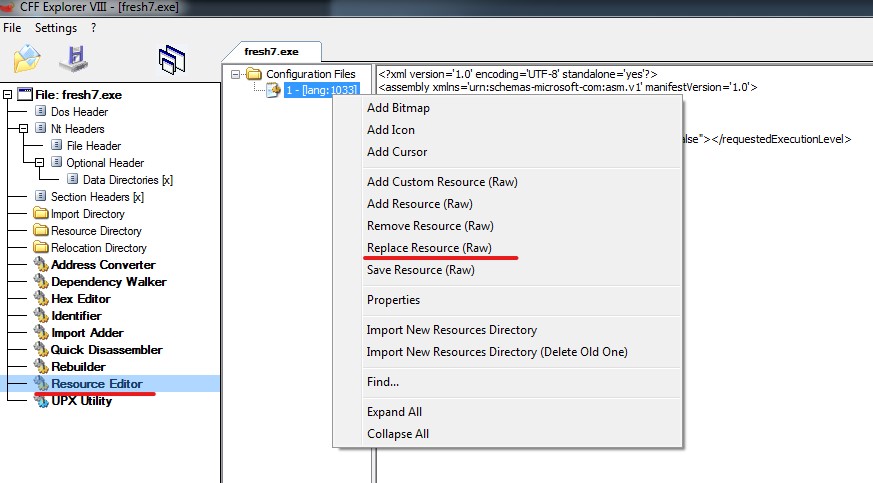 CFF Explorer VIII - [fresh7.exe]
File Settings ?
fresh7.exe
File: fresh7.exe
Dos Header
Nt Headers
File Header
Optional Header
Data Directories [x]
Section Headers [x]
Import Directory
Resource Directory
Relocation Directory
Address Converter
Dependency Walker
Hex Editor
Identifier
Import Adder
Quick Disassembler
Rebuilder
Resource Editor
UPX Utility
Configuration Files
1 - [lang:1033]
<?xml version='1.0' encoding='UTF-8' standalone='yes'?>
<assembly xmlns='urn:schemas-microsoft-com:asm.v1' manifestVersion='1.0'>
alse"></requestedExecutionLevel>
Add Bitmap
Add Icon
Add Cursor
Add Custom Resource (Raw)
Add Resource (Raw)
Remove Resource (Raw)
Replace Resource (Raw)
Save Resource (Raw)
Properties
Import New Resources Directory
Import New Resources Directory (Delete Old One)
Find...
Expand All
Collapse All